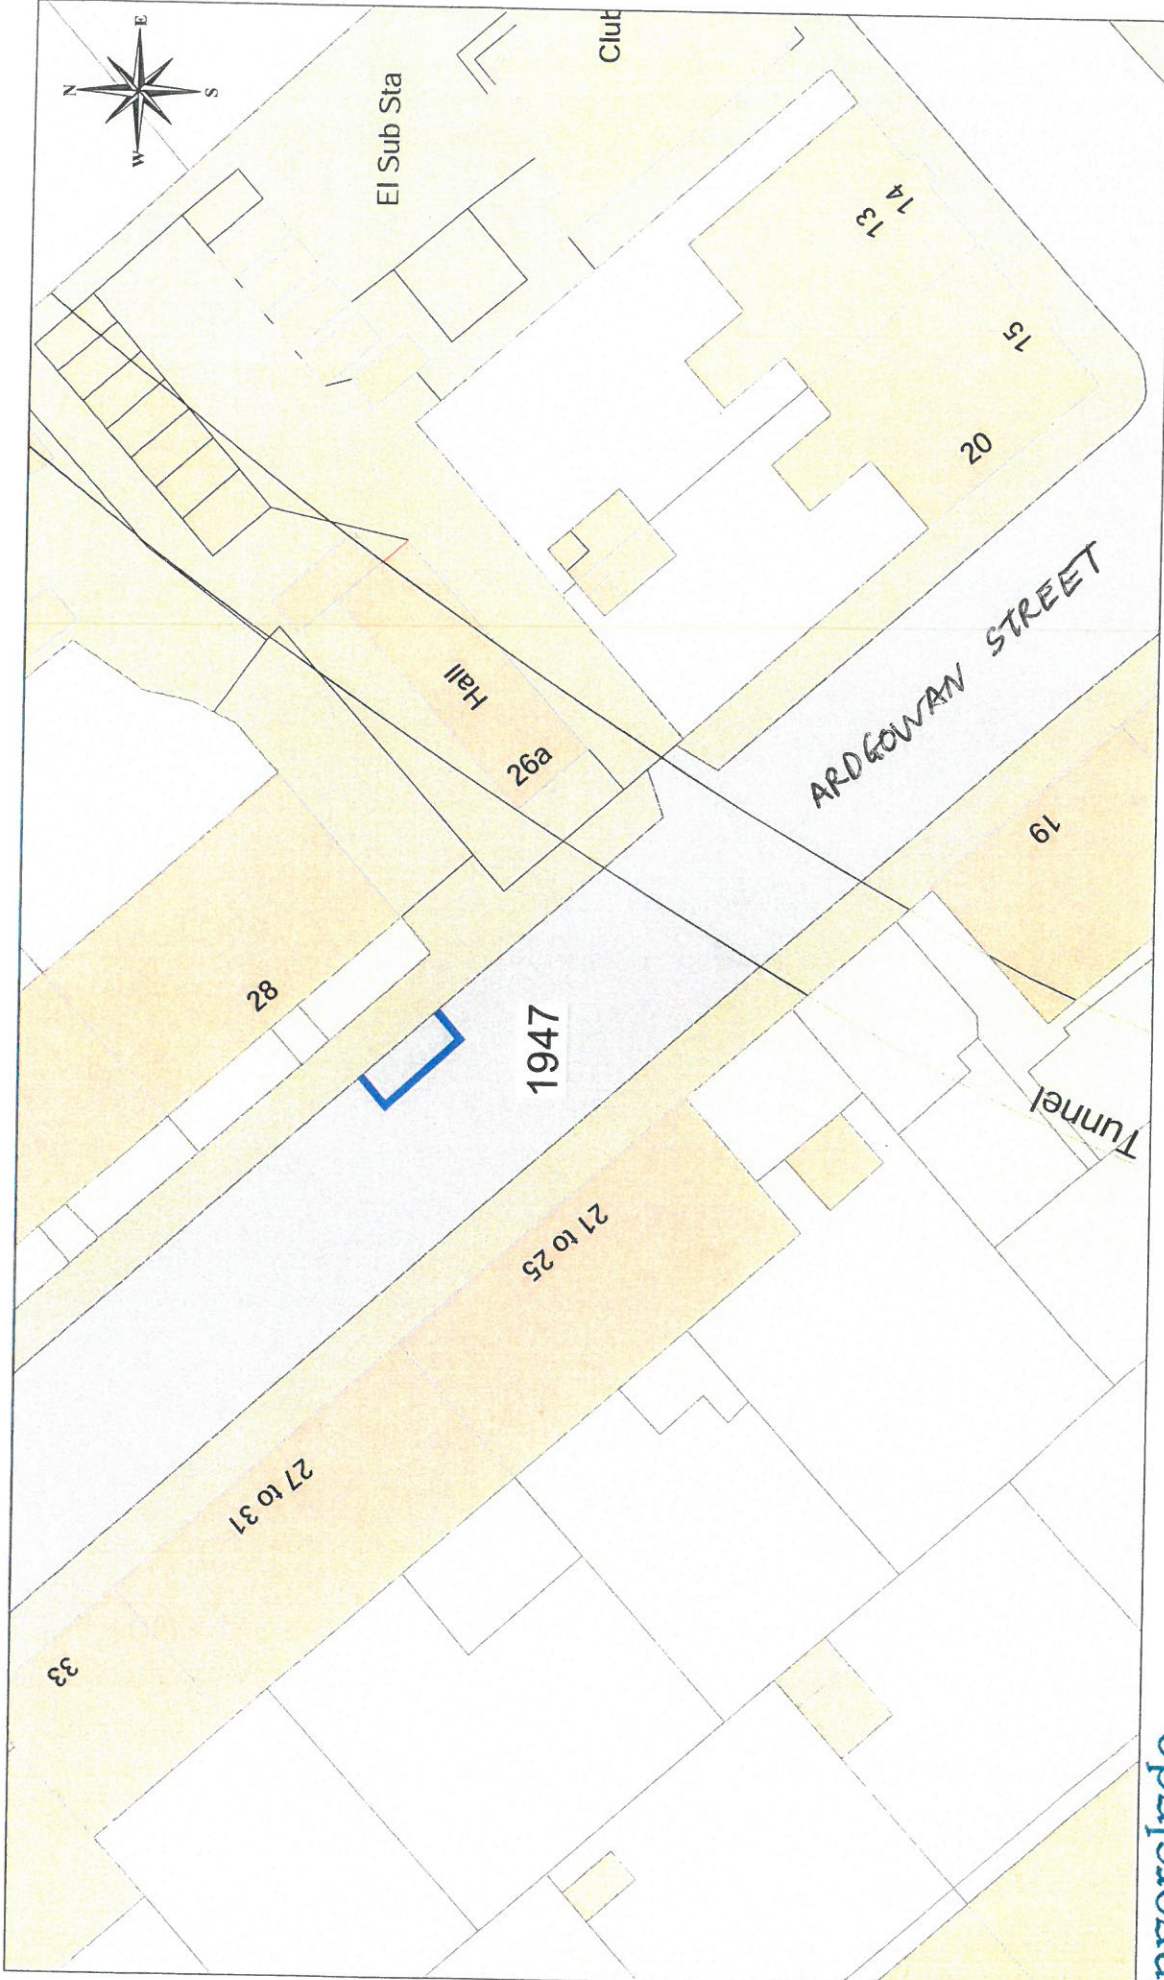 N
E
W
S
El Sub Sta
Club
13
14
15
20
Hall
26a
ARDGOWAN STREET
28
19
1947
Tunnel
21 to 25
27 to 31
33